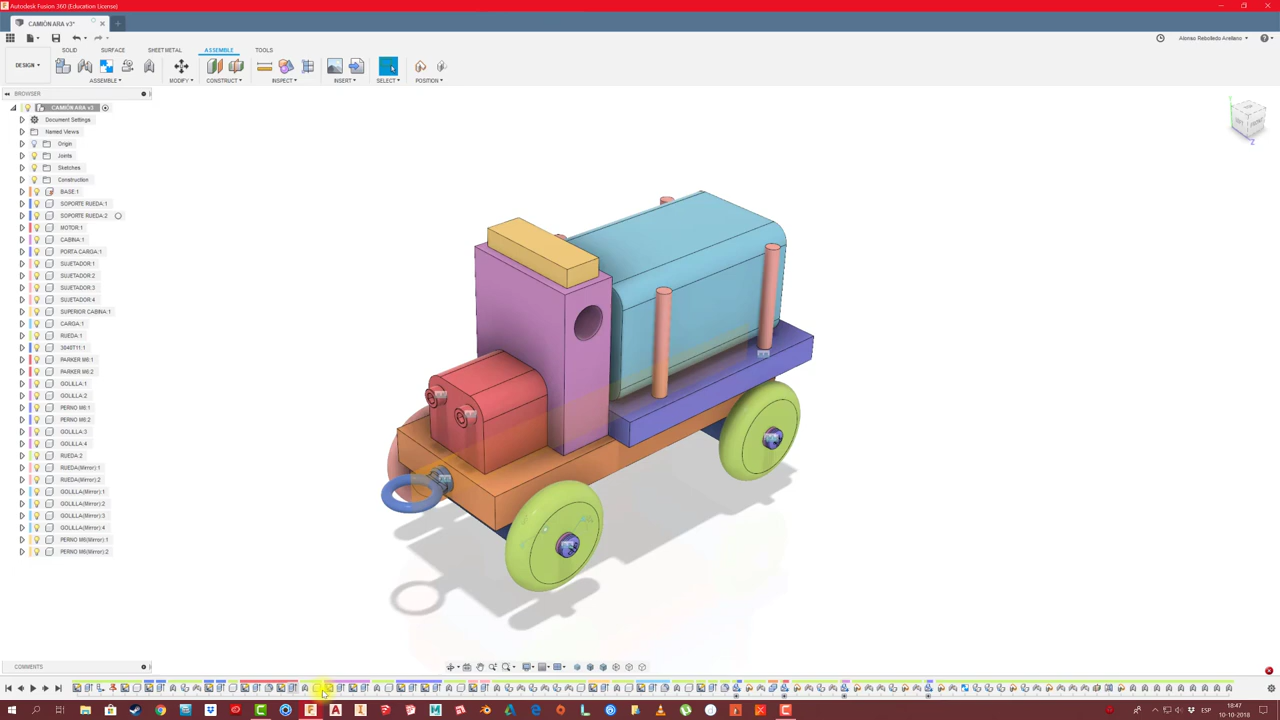 Autodesk Fusion 360 (Education License)
CAMIÓN ARA v3*
Alonso Rebolledo Arellano
SOLID SURFACE SHEET METAL ASSEMBLE TOOLS
DESIGN
ASSEMBLE MODIFY CONSTRUCT INSPECT INSERT SELECT POSITION
BROWSER
CAMIÓN ARA v3
Document Settings
Named Views
Origin
Joints
Sketches
Construction
BASE:1
SOPORTE RUEDA:1
SOPORTE RUEDA:2
MOTOR:1
CABINA:1
PORTA-CARGA:1
SUJETADOR:1
SUJETADOR:2
SUJETADOR:3
SUJETADOR:4
SUPERIOR CABINA:1
CARGA:1
RUEDA:1
3040T11:1
PARKER M6:1
PARKER M6:2
GOLILLA:1
GOLILLA:2
PERNO M6:1
PERNO M6:2
GOLILLA:3
GOLILLA:4
RUEDA:2
RUEDA(Mirror):1
RUEDA(Mirror):2
GOLILLA(Mirror):1
GOLILLA(Mirror):2
GOLILLA(Mirror):3
GOLILLA(Mirror):4
PERNO M6(Mirror):1
PERNO M6(Mirror):2
COMMENTS
ESP
18:47
10-10-2018